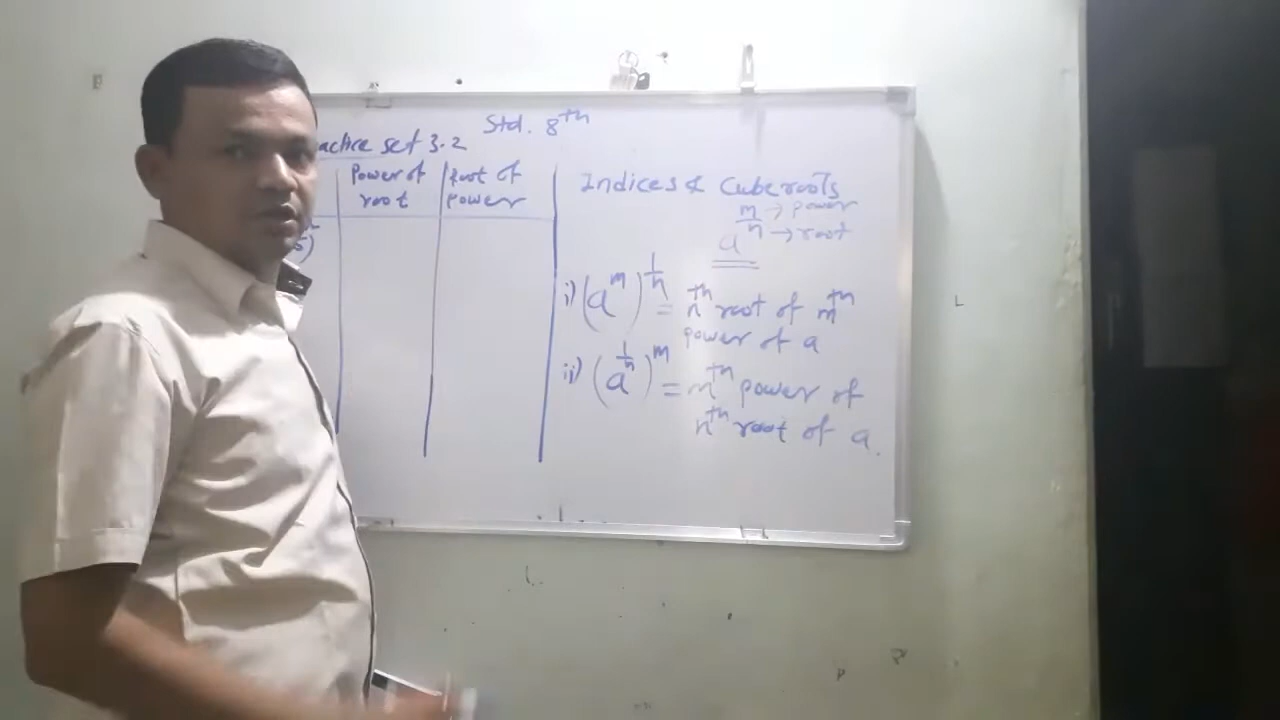 Std. 8th
actice set 3.2
Power of root
Root of power
5)
Indices & Cuberoots
m → power
n → root
a
i) (a^m)^1/n = nth root of mth
power of a
ii) (a^1/n)^m = mth power of
nth root of a.